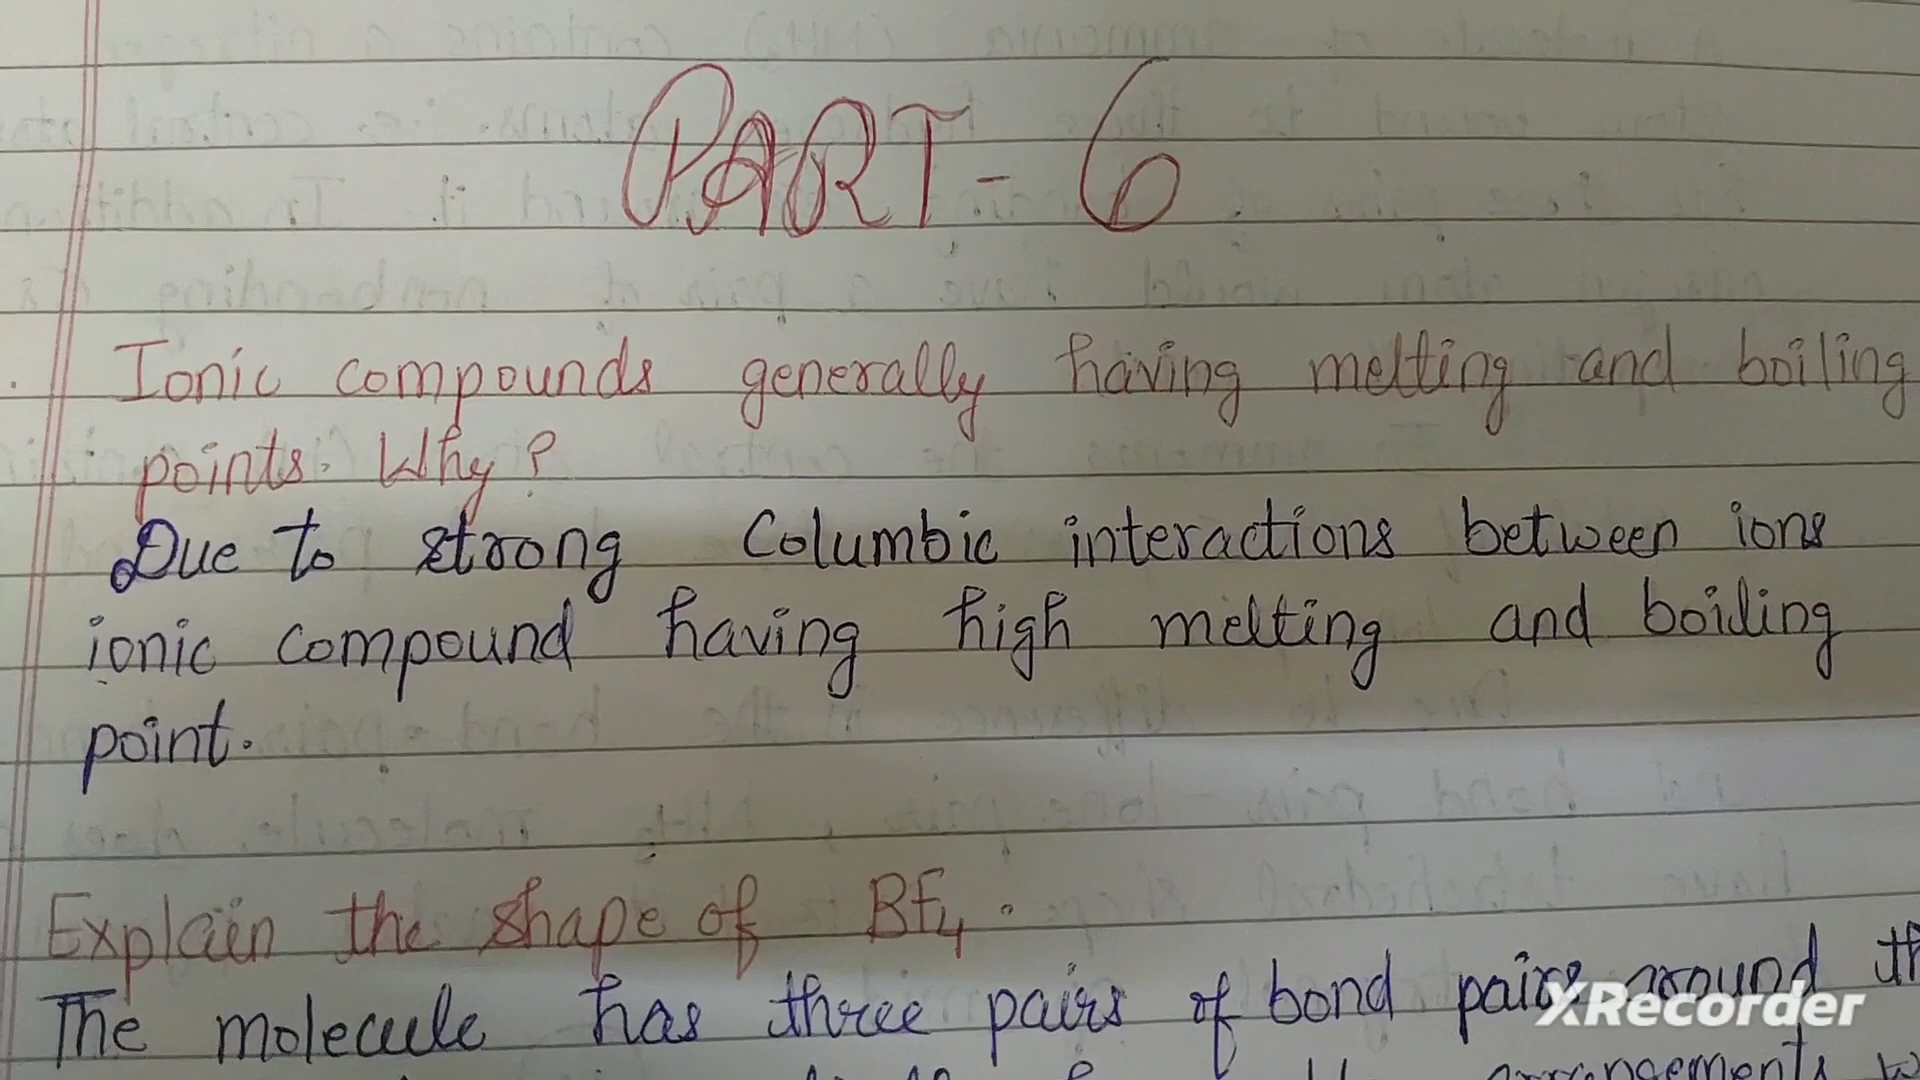 PART-6
Ionic compounds generally having melting and boiling
points. Why?
Due to strong Columbic interactions between ions
ionic compound having high melting and boiling
point.
Explain the shape of BF4.
The molecule has three pairs of bond pairs around th
arrangements
XRecorder